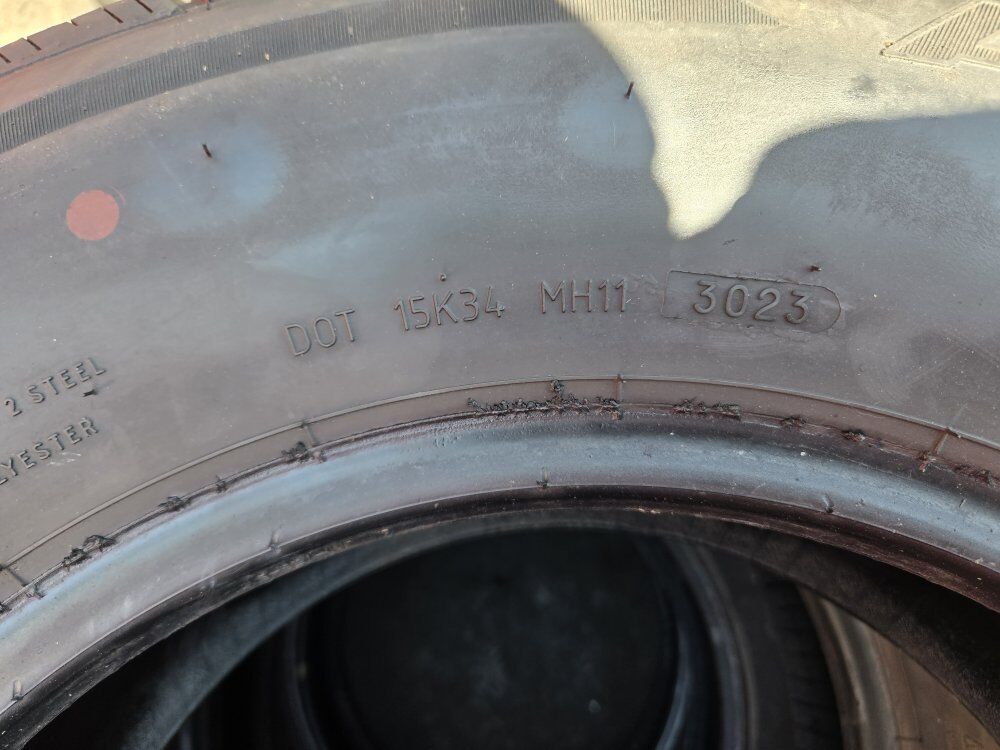 DOT 15K34 MH11 3023
2 STEEL
LYESTER